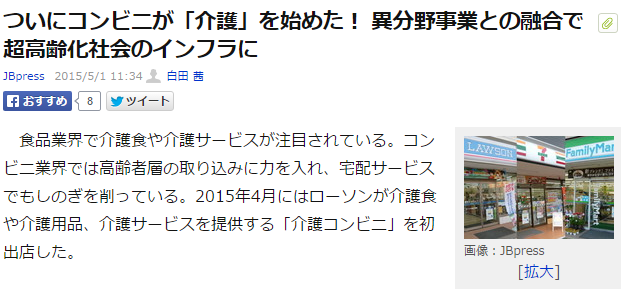 ついにコンビニが「介護」を始めた！ 異分野事業との融合で
超高齢化社会のインフラに
JBpress 2015/5/1 11:34 白田 茜
おすすめ 8 ツイート
食品業界で介護食や介護サービスが注目されている。コン
ビニ業界では高齢者層の取り込みに力を入れ、宅配サービス
でもしのぎを削っている。2015年4月にはローソンが介護食
や介護用品、介護サービスを提供する「介護コンビニ」を初
出店した。
LAWSON
FamilyMart
画像：JBpress
[拡大]